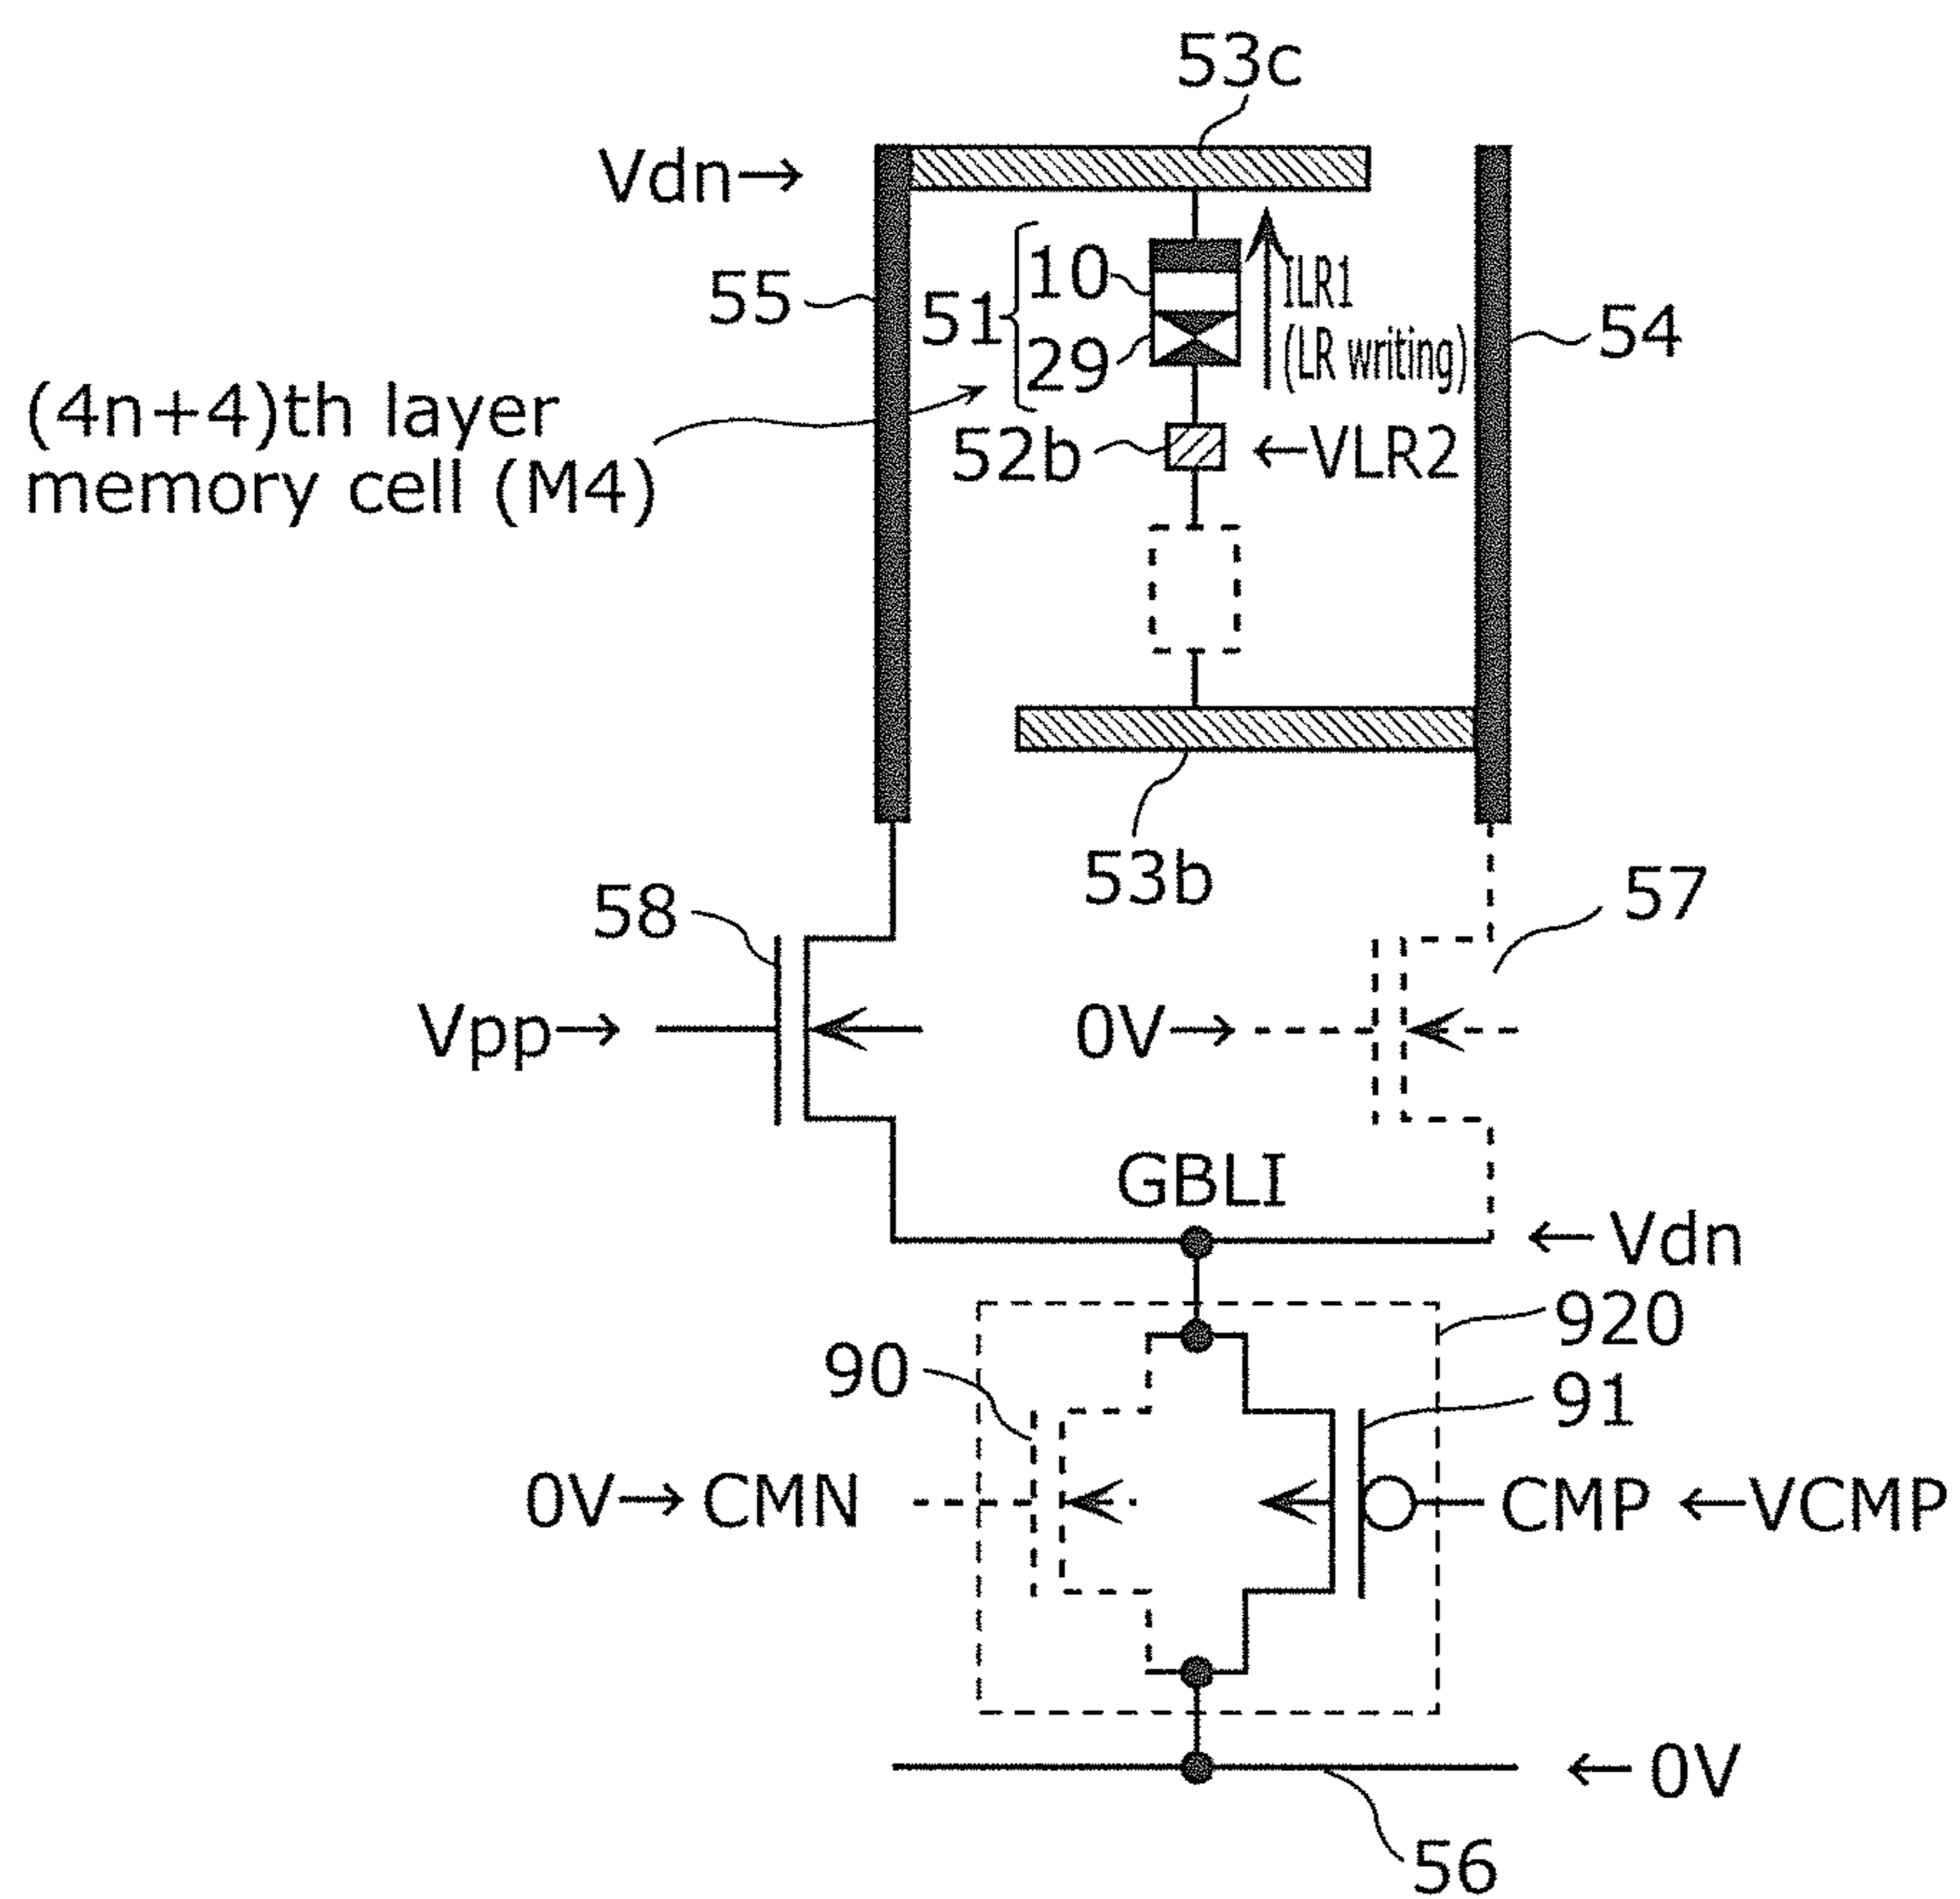 53c
Vdn→
10
ILR1
55
51
54
29
(LR writing)
(4n+4)th layer
memory cell (M4)
52b
←VLR2
53b
58
57
Vpp→
0V→
GBLI
←Vdn
920
90
91
0V→CMN
CMP ←VCMP
←0V
56